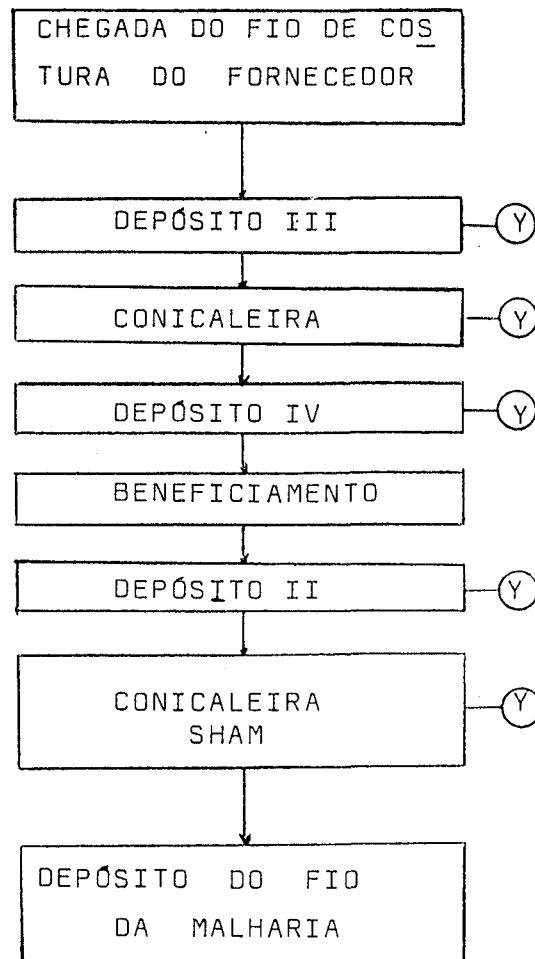 CHEGADA DO FIO DE COS
TURA DO FORNECEDOR
DEPÓSITO III
Y
CONICALEIRA
Y
DEPÓSITO IV
Y
BENEFICIAMENTO
DEPÓSITO II
Y
CONICALEIRA
SHAM
Y
DEPÓSITO DO FIO
DA MALHARIA